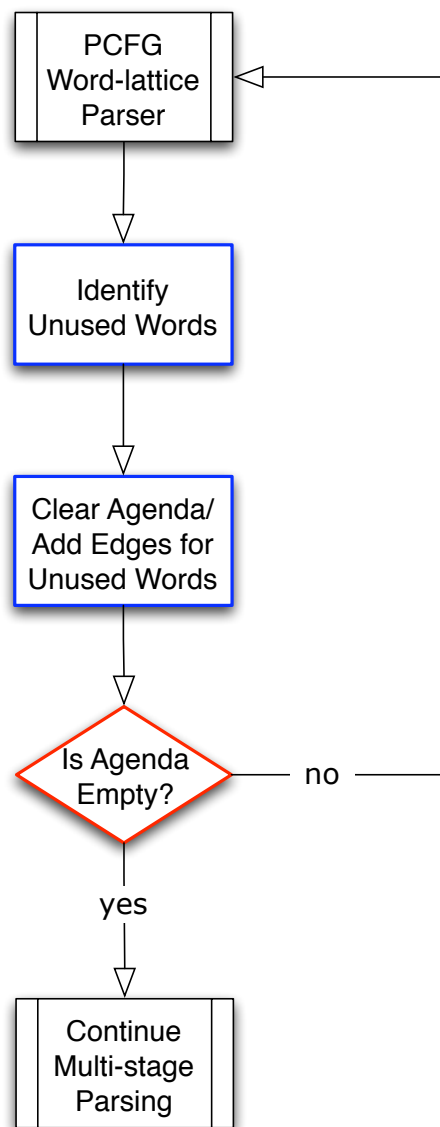 PCFG
Word-lattice
Parser
Identify
Unused Words
Clear Agenda/
Add Edges for
Unused Words
Is Agenda
Empty?
no
yes
Continue
Multi-stage
Parsing